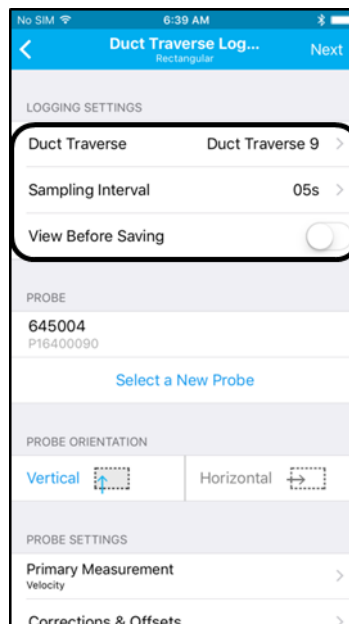 No SIM 6:39 AM
Duct Traverse Log...
Rectangular
Next
LOGGING SETTINGS
Duct Traverse Duct Traverse 9
Sampling Interval 05s
View Before Saving
PROBE
645004
P16400090
Select a New Probe
PROBE ORIENTATION
Vertical Horizontal
PROBE SETTINGS
Primary Measurement
Velocity
Corrections & Offsets